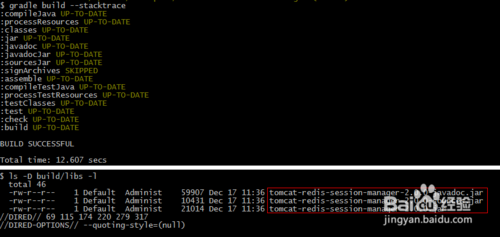 $ gradle build --stacktrace
:compileJava UP-TO-DATE
:processResources UP-TO-DATE
:classes UP-TO-DATE
:jar UP-TO-DATE
:javadoc UP-TO-DATE
:javadocJar UP-TO-DATE
:sourcesJar UP-TO-DATE
:signArchives SKIPPED
:assemble UP-TO-DATE
:compileTestJava UP-TO-DATE
:processTestResources UP-TO-DATE
:testClasses UP-TO-DATE
:test UP-TO-DATE
:check UP-TO-DATE
:build UP-TO-DATE
BUILD SUCCESSFUL
Total time: 12.607 secs
$ ls -D build/libs -l
total 46
-rw-r--r-- 1 Default Administ 59907 Dec 17 11:36 tomcat-redis-session-manager-2. javadoc.jar
-rw-r--r-- 1 Default Administ 10431 Dec 17 11:36 tomcat-redis-session-manager .jar
-rw-r--r-- 1 Default Administ 21014 Dec 17 11:36 tomcat-redis-session-manager
//DIRED// 69 115 174 220 279 317
//DIRED-OPTIONS// --quoting-style=(null)
Baidu 经验
jingyan.baidu.com